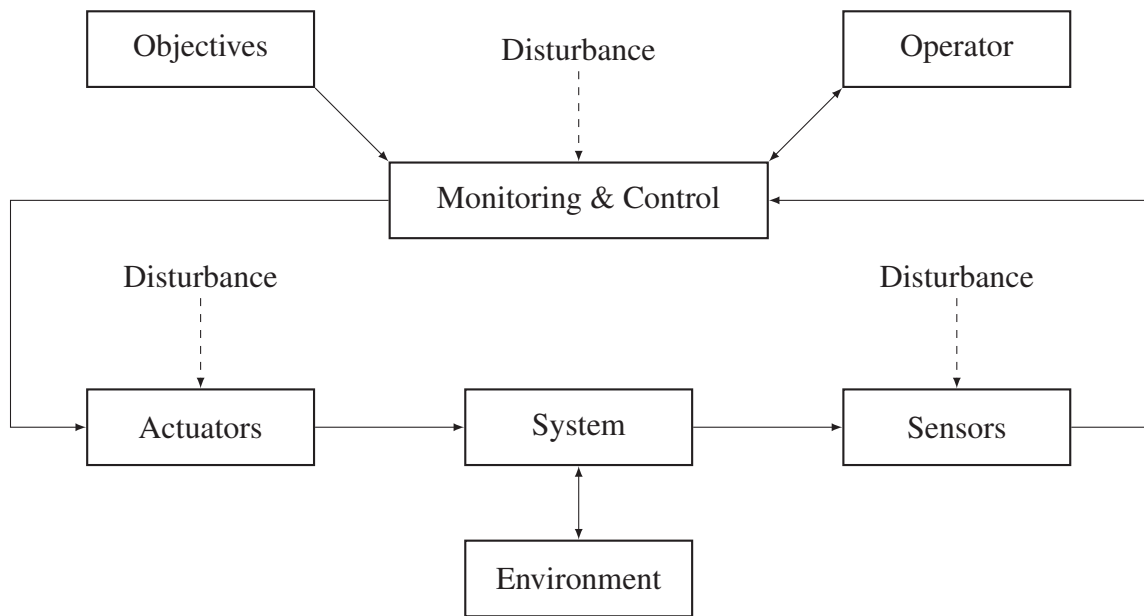 Objectives
Disturbance
Operator
Monitoring & Control
Disturbance
Disturbance
Actuators
System
Sensors
Environment